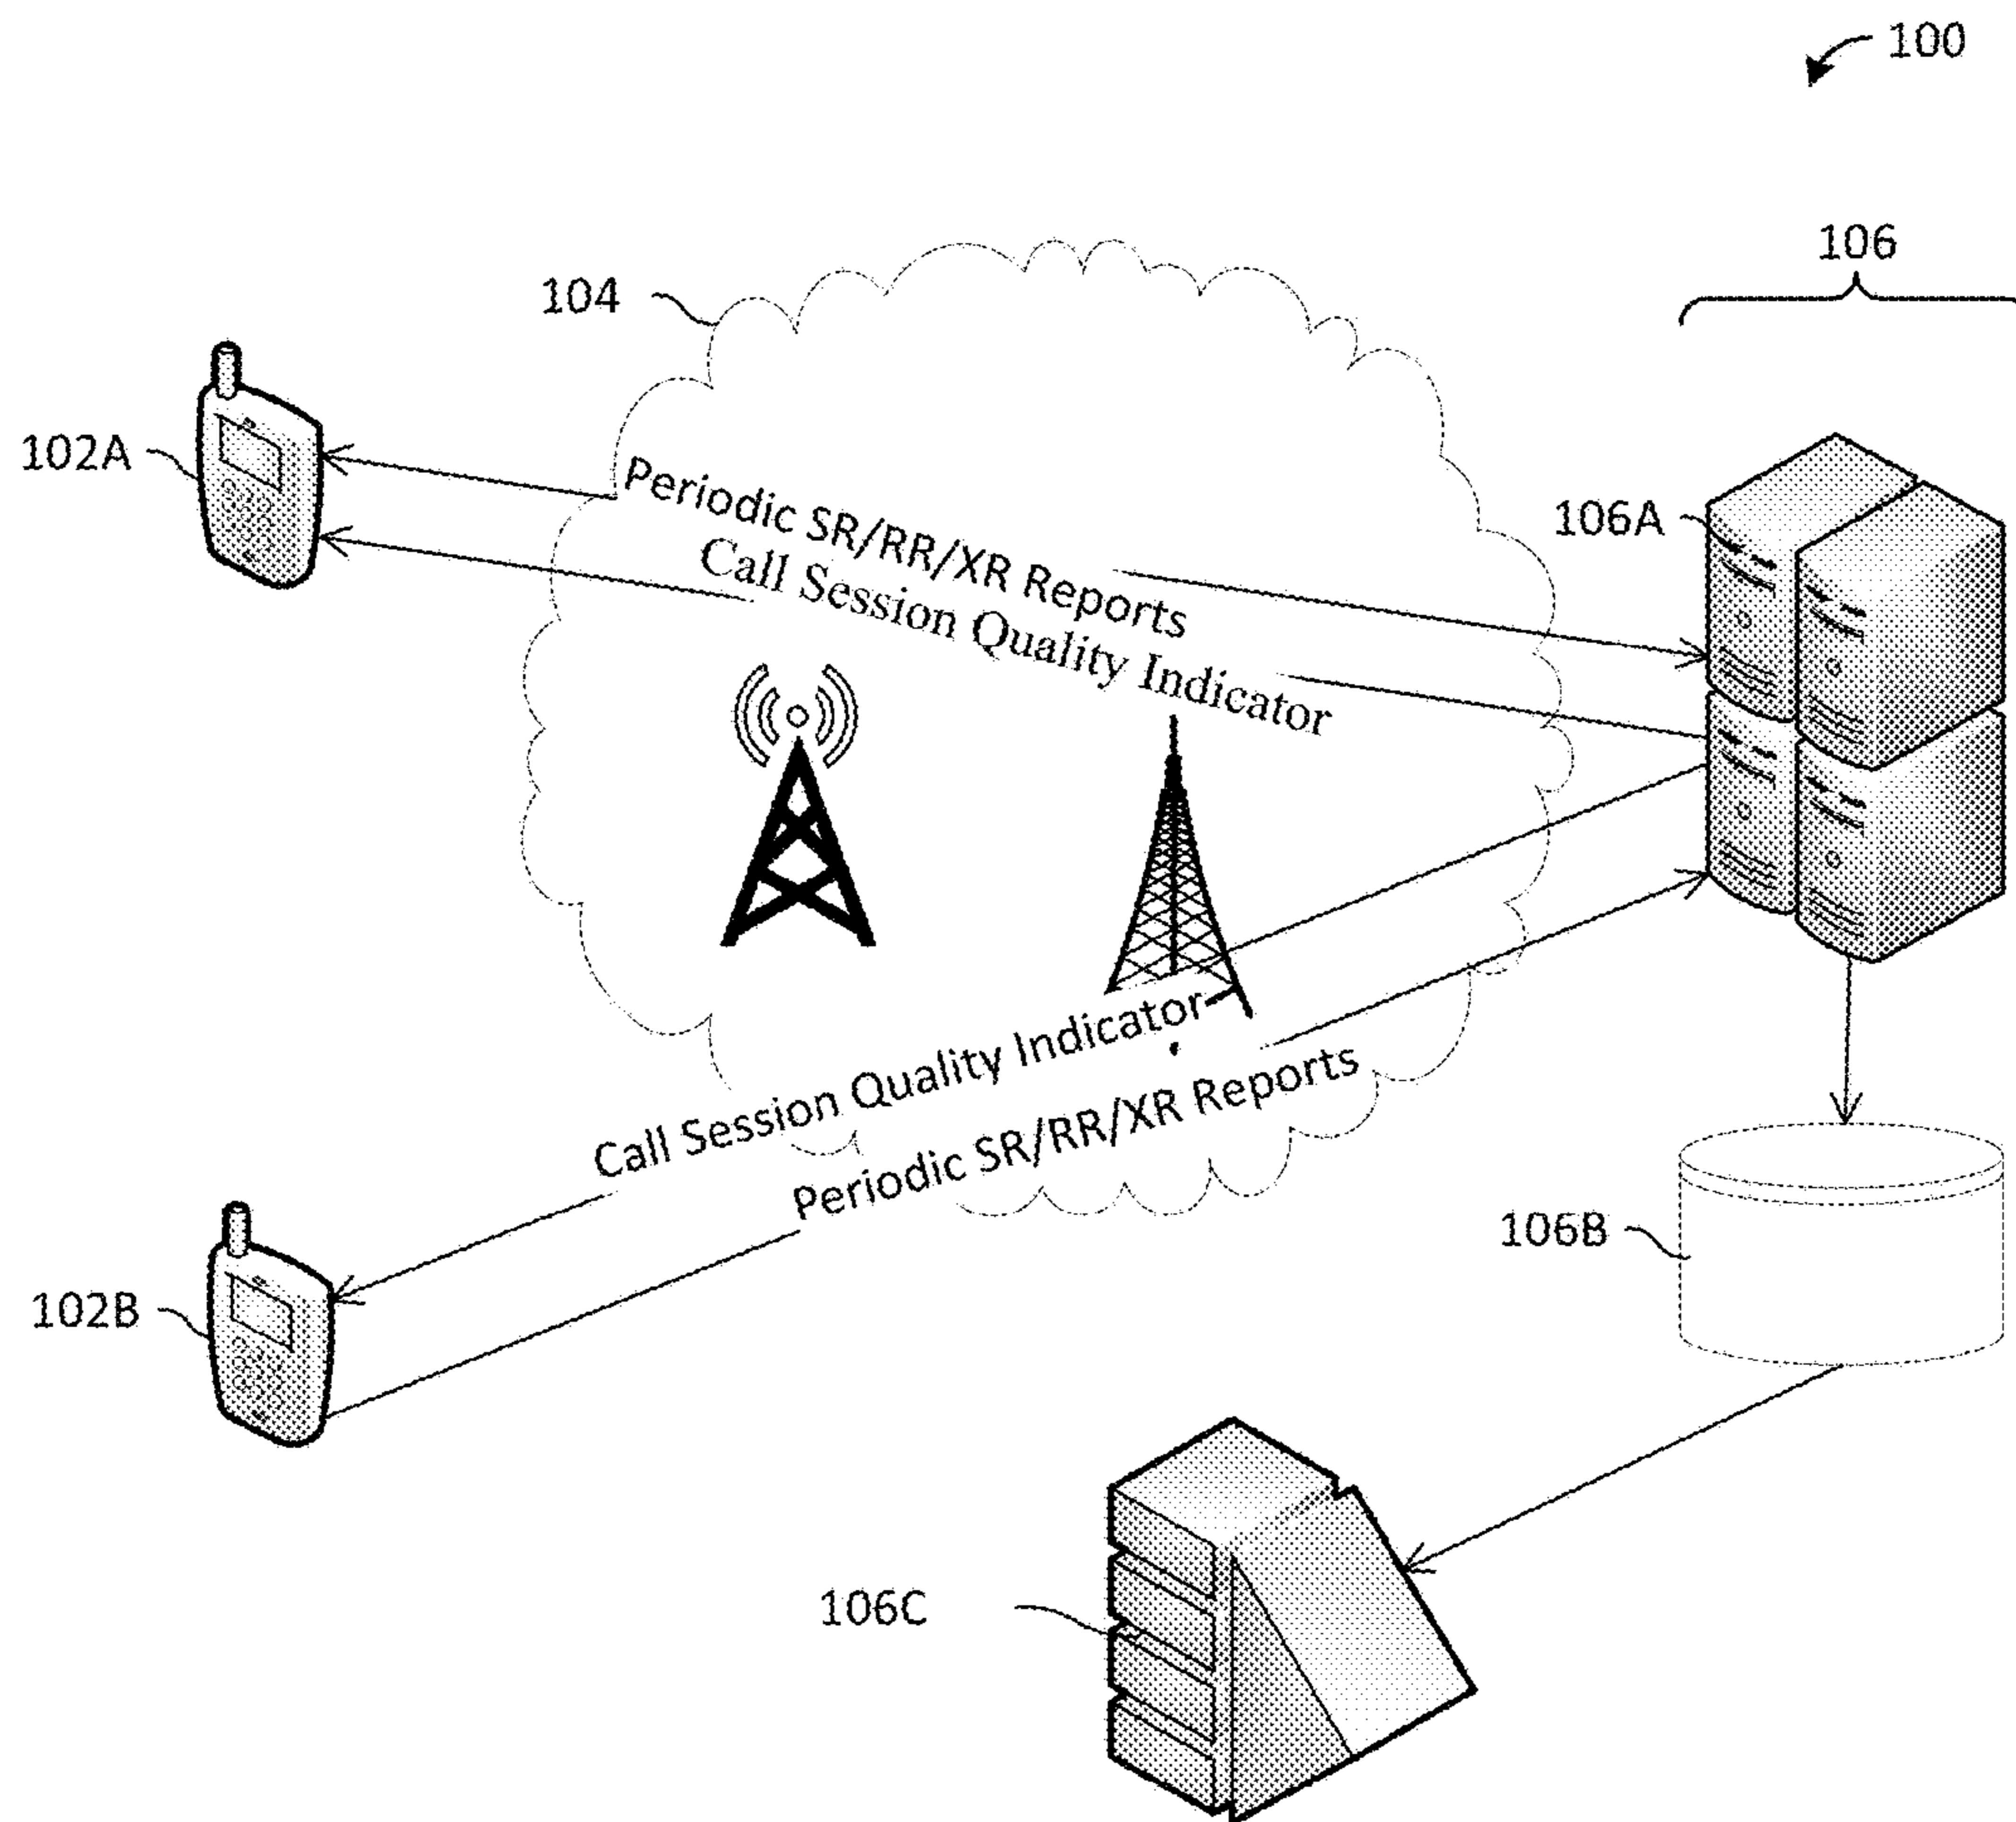 100
106
104
102A
Periodic SR/RR/XR Reports
106A
Call Session Quality Indicator
Call Session Quality Indicator
Periodic SR/RR/XR Reports
106B
102B
106C